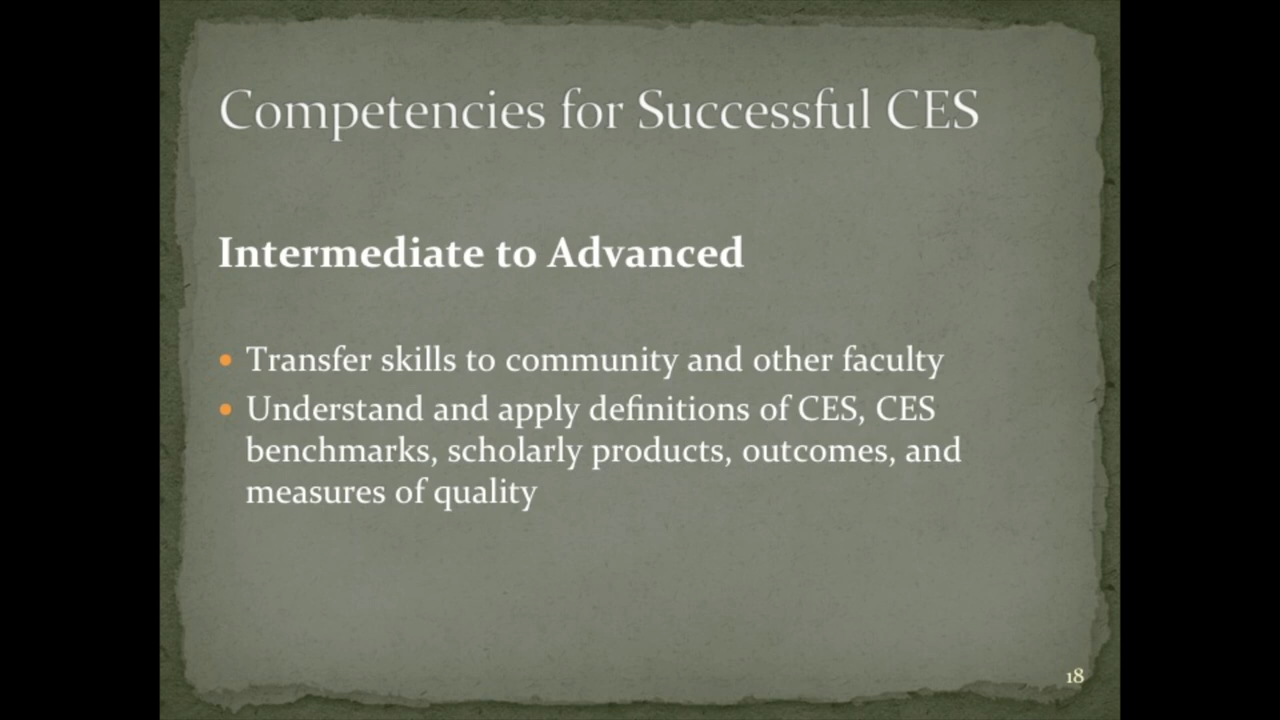 Competencies for Successful CES
Intermediate to Advanced
• Transfer skills to community and other faculty
• Understand and apply definitions of CES, CES
benchmarks, scholarly products, outcomes, and
measures of quality
18